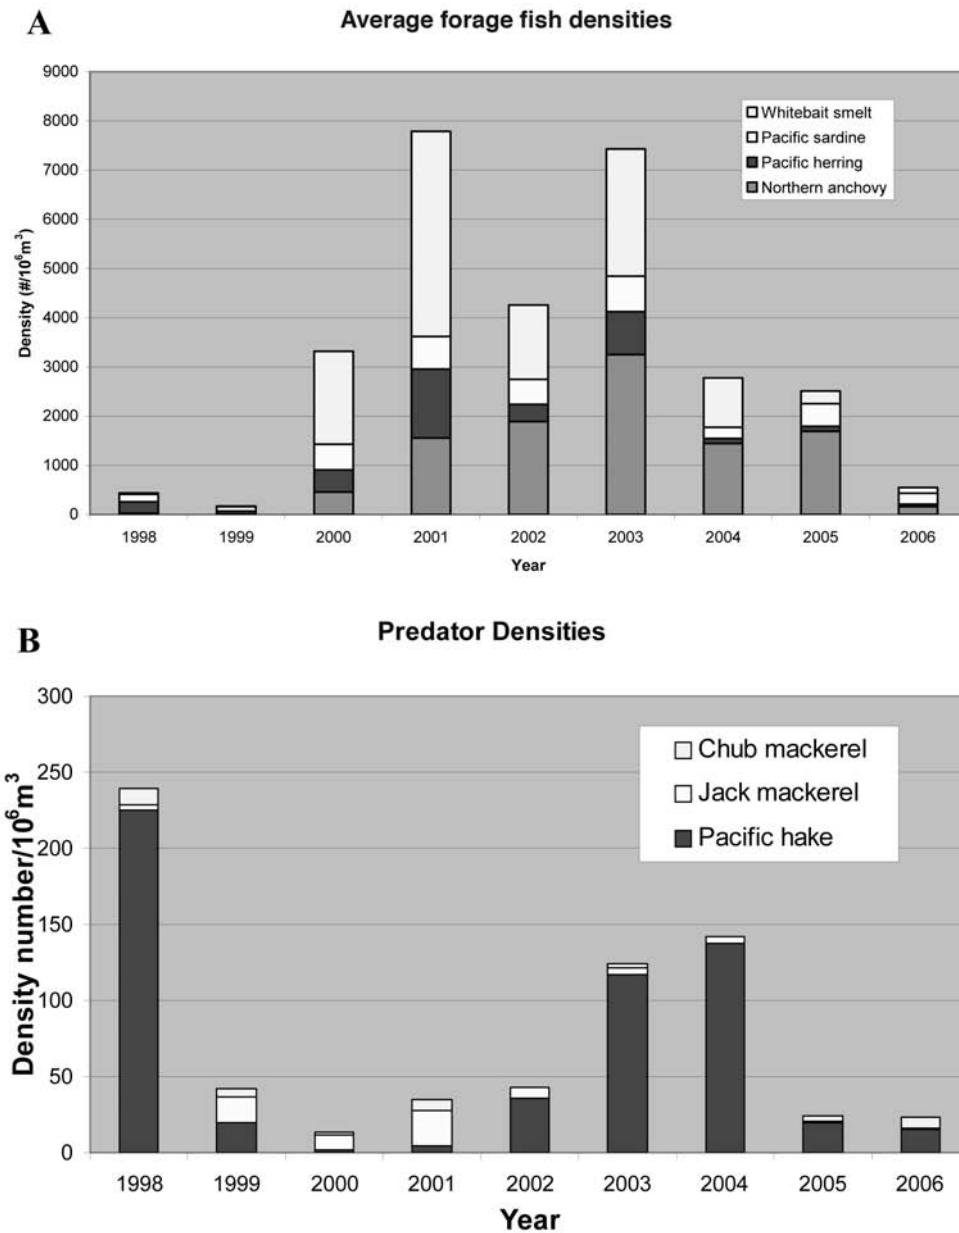 A
Average forage fish densities
9000
8000
7000
6000
5000
4000
3000
2000
1000
0
Density (#/10⁶m³)
Whitebait smelt
Pacific sardine
Pacific herring
Northern anchovy
1998 1999 2000 2001 2002 2003 2004 2005 2006
Year
B
Predator Densities
300
250
200
150
100
50
0
Density number/10⁶m³
Chub mackerel
Jack mackerel
Pacific hake
1998 1999 2000 2001 2002 2003 2004 2005 2006
Year